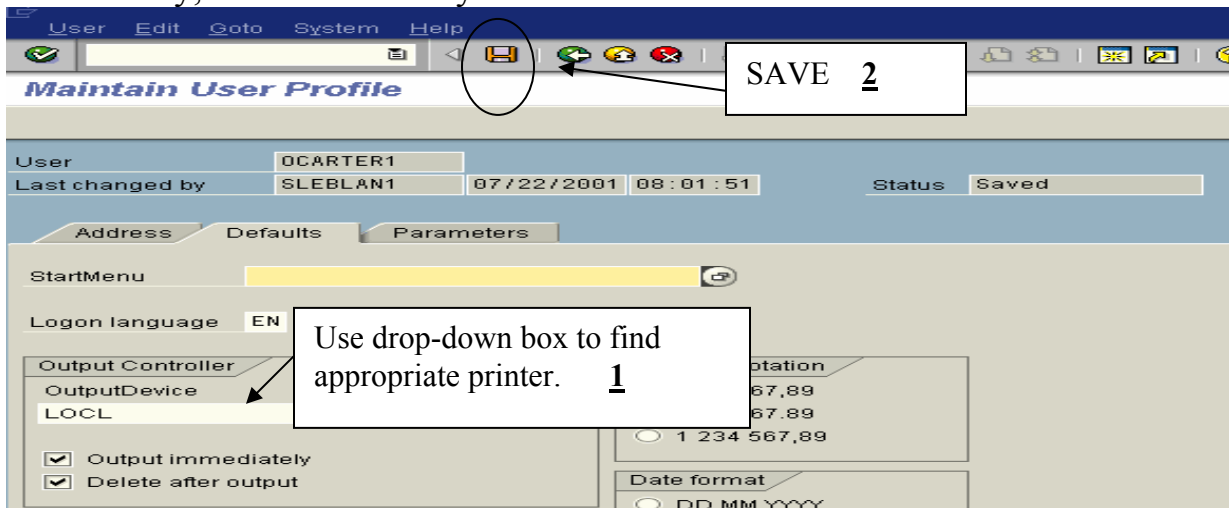 User Edit Goto System Help
SAVE 2
Maintain User Profile
User OCARTER1
Last changed by SLEBLAN1 07/22/2001 08:01:51 Status Saved
Address Defaults Parameters
StartMenu
Logon language EN
Use drop-down box to find
appropriate printer. 1
Output Controller otation
OutputDevice 67,89
LOCL 67.89
1 234 567,89
Output immediately
Delete after output Date format
DD.MM.YYYY